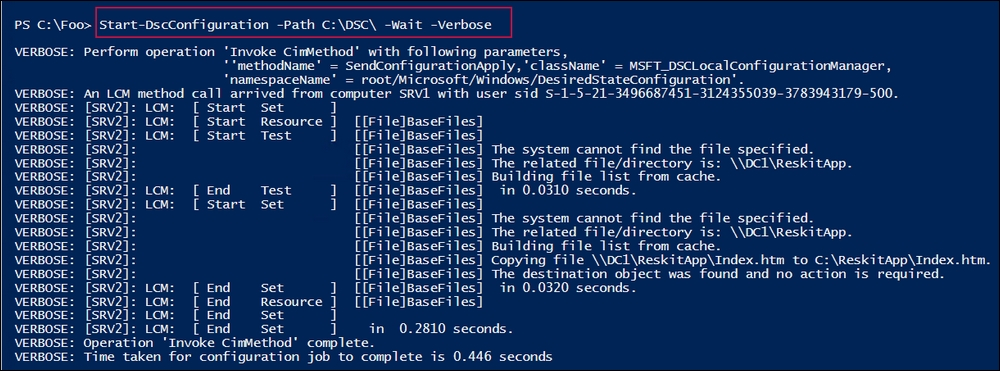 PS C:\Foo> Start-DscConfiguration -Path C:\DSC\ -Wait -Verbose
VERBOSE: Perform operation 'Invoke CimMethod' with following parameters,
''methodName' = SendConfigurationApply,'className' = MSFT_DSCLocalConfigurationManager,
'namespaceName' = root/Microsoft/Windows/DesiredStateConfiguration'.
VERBOSE: An LCM method call arrived from computer SRV1 with user sid S-1-5-21-3496687451-3124355039-3783943179-500.
VERBOSE: [SRV2]: LCM:  [ Start  Set      ]
VERBOSE: [SRV2]: LCM:  [ Start  Resource ]  [[File]BaseFiles]
VERBOSE: [SRV2]: LCM:  [ Start  Test     ]  [[File]BaseFiles]
VERBOSE: [SRV2]:                            [[File]BaseFiles] The system cannot find the file specified.
VERBOSE: [SRV2]:                            [[File]BaseFiles] The related file/directory is: \\DC1\ReskitApp.
VERBOSE: [SRV2]:                            [[File]BaseFiles] Building file list from cache.
VERBOSE: [SRV2]: LCM:  [ End    Test     ]  [[File]BaseFiles]  in 0.0310 seconds.
VERBOSE: [SRV2]: LCM:  [ Start  Set      ]  [[File]BaseFiles]
VERBOSE: [SRV2]:                            [[File]BaseFiles] The system cannot find the file specified.
VERBOSE: [SRV2]:                            [[File]BaseFiles] The related file/directory is: \\DC1\ReskitApp.
VERBOSE: [SRV2]:                            [[File]BaseFiles] Building file list from cache.
VERBOSE: [SRV2]:                            [[File]BaseFiles] Copying file \\DC1\ReskitApp\Index.htm to C:\ReskitApp\Index.htm.
VERBOSE: [SRV2]:                            [[File]BaseFiles] The destination object was found and no action is required.
VERBOSE: [SRV2]: LCM:  [ End    Set      ]  [[File]BaseFiles]  in 0.0320 seconds.
VERBOSE: [SRV2]: LCM:  [ End    Resource ]  [[File]BaseFiles]
VERBOSE: [SRV2]: LCM:  [ End    Set      ]
VERBOSE: [SRV2]: LCM:  [ End    Set      ]    in  0.2810 seconds.
VERBOSE: Operation 'Invoke CimMethod' complete.
VERBOSE: Time taken for configuration job to complete is 0.446 seconds